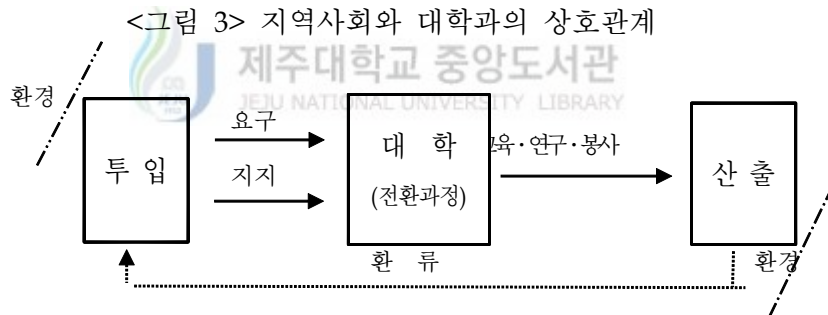 <그림 3> 지역사회와 대학과의 상호관계
제주대학교 중앙도서관
JEJU NATIONAL UNIVERSITY LIBRARY
환경
투 입
요구
지지
대 학
(전환과정)
육·연구·봉사
산 출
환 류
환경